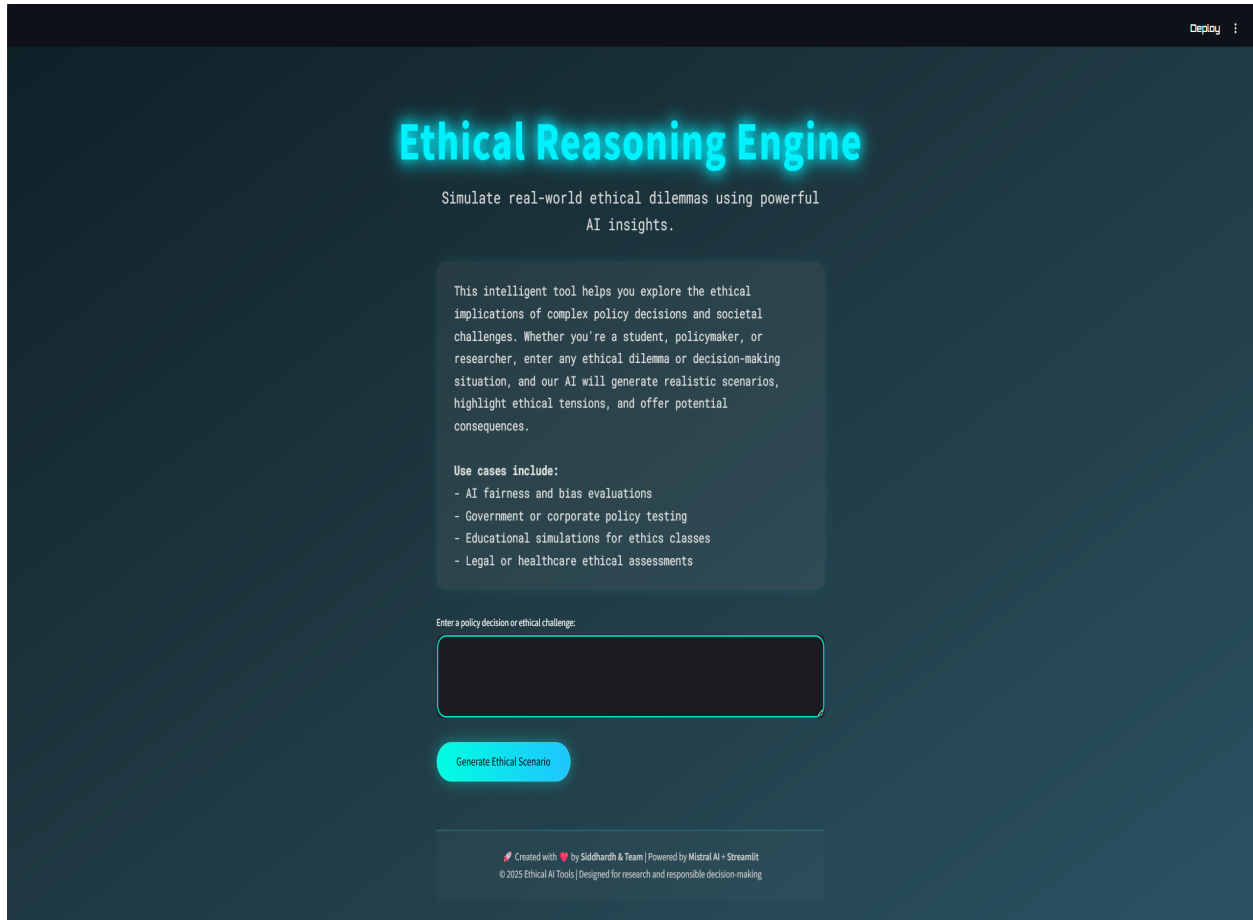 Deploy
Ethical Reasoning Engine
Simulate real-world ethical dilemmas using powerful
AI insights.
This intelligent tool helps you explore the ethical
implications of complex policy decisions and societal
challenges. Whether you're a student, policymaker, or
researcher, enter any ethical dilemma or decision-making
situation, and our AI will generate realistic scenarios,
highlight ethical tensions, and offer potential
consequences.
Use cases include:
- AI fairness and bias evaluations
- Government or corporate policy testing
- Educational simulations for ethics classes
- Legal or healthcare ethical assessments
Enter a policy decision or ethical challenge:
Generate Ethical Scenario
🚀 Created with ❤️ by Siddhardh & Team | Powered by Mistral AI + Streamlit
© 2025 Ethical AI Tools | Designed for research and responsible decision-making